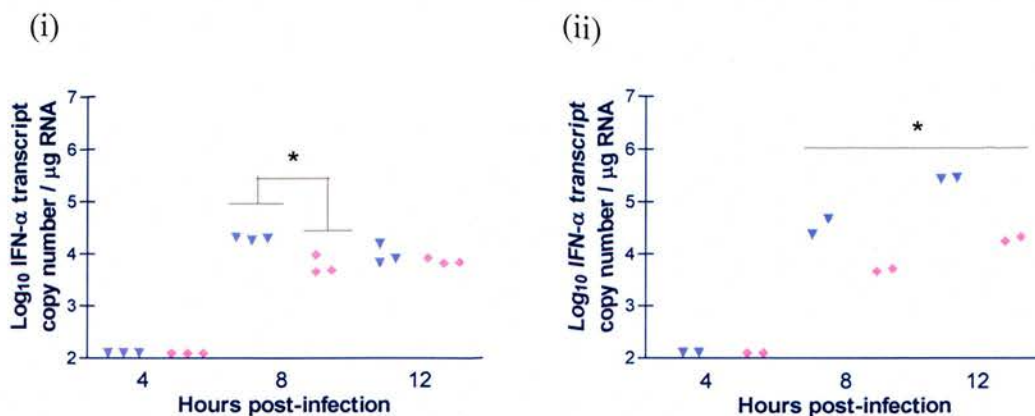 (i)
Log₁₀ IFN-α transcript
copy number / μg RNA
7
6
5
4
3
2
*
4
8
12
Hours post-infection
(ii)
Log₁₀ IFN-α transcript
copy number / μg RNA
7
6
5
4
3
2
*
4
8
12
Hours post-infection